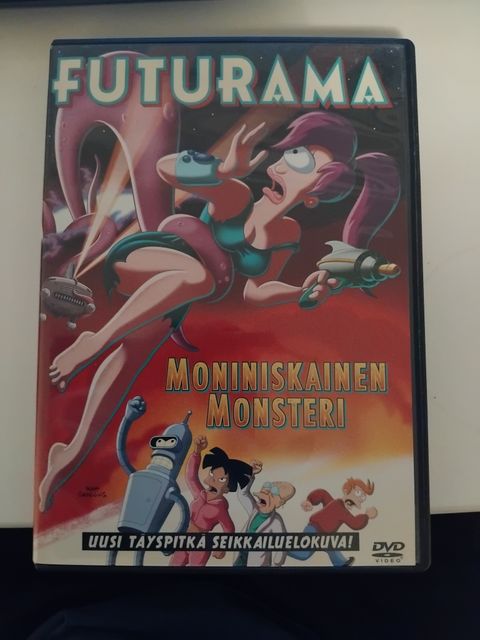 FUTURAMA
MONINISKAINEN
MONSTERI
UUSI TÄYSPITKÄ SEIKKAILUELOKUVA!
DVD
VIDEO